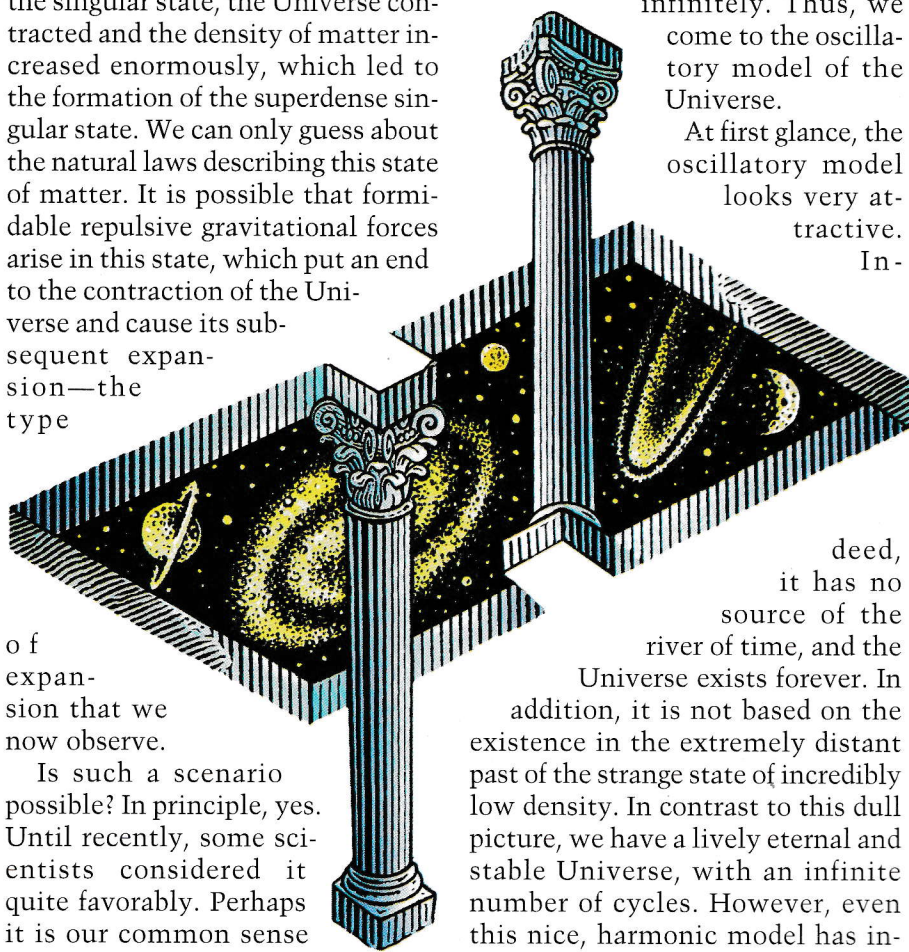 the singular state, the Universe con-
tracted and the density of matter in-
creased enormously, which led to
the formation of the superdense sin-
gular state. We can only guess about
the natural laws describing this state
of matter. It is possible that formi-
dable repulsive gravitational forces
arise in this state, which put an end
to the contraction of the Uni-
verse and cause its sub-
sequent expan-
sion—the
type
of
expan-
sion that we
now observe.
Is such a scenario
possible? In principle, yes.
Until recently, some sci-
entists considered it
quite favorably. Perhaps
it is our common sense
infinitely. Thus, we
come to the oscilla-
tory model of the
Universe.
At first glance, the
oscillatory model
looks very at-
tractive.
In-
deed,
it has no
source of the
river of time, and the
Universe exists forever. In
addition, it is not based on the
existence in the extremely distant
past of the strange state of incredibly
low density. In contrast to this dull
picture, we have a lively eternal and
stable Universe, with an infinite
number of cycles. However, even
this nice, harmonic model has in-